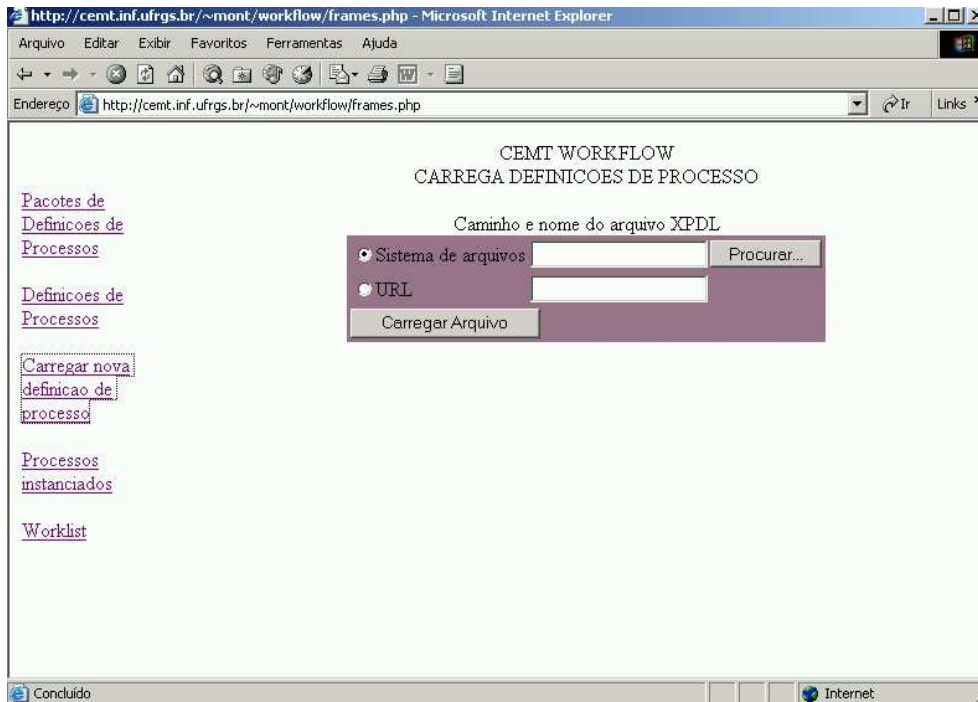 http://cemt.inf.ufrgs.br/~mont/workflow/frames.php - Microsoft Internet Explorer
Arquivo Editar Exibir Favoritos Ferramentas Ajuda
Endereço http://cemt.inf.ufrgs.br/~mont/workflow/frames.php Ir Links
CEMT WORKFLOW
CARREGA DEFINICOES DE PROCESSO
Caminho e nome do arquivo XPDL
Sistema de arquivos Procurar...
URL
Carregar Arquivo
Pacotes de
Definicoes de
Processos
Definicoes de
Processos
Carregar nova
definicao de
processo
Processos
instanciados
Worklist
Concluído Internet